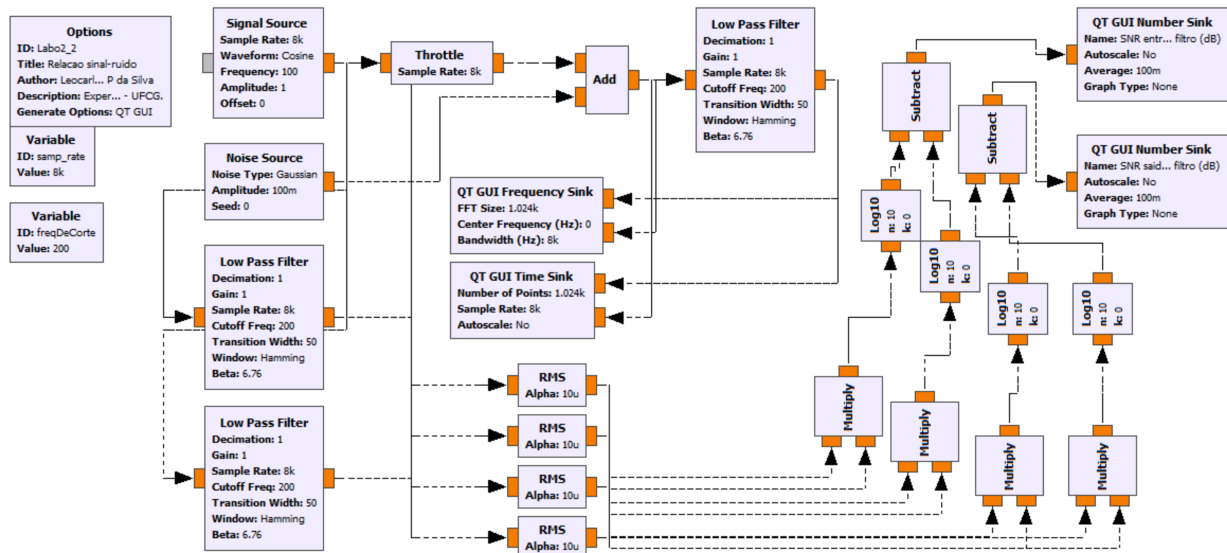 Options
ID: Labo2_2
Title: Relacao sinal-ruido
Author: Leocarl... P da Silva
Description: Exper... - UFCG.
Generate Options: QT GUI
Variable
ID: samp_rate
Value: 8k
Variable
ID: freqDeCorte
Value: 200
Signal Source
Sample Rate: 8k
Waveform: Cosine
Frequency: 100
Amplitude: 1
Offset: 0
Noise Source
Noise Type: Gaussian
Amplitude: 100m
Seed: 0
Low Pass Filter
Decimation: 1
Gain: 1
Sample Rate: 8k
Cutoff Freq: 200
Transition Width: 50
Window: Hamming
Beta: 6.76
Low Pass Filter
Decimation: 1
Gain: 1
Sample Rate: 8k
Cutoff Freq: 200
Transition Width: 50
Window: Hamming
Beta: 6.76
Throttle
Sample Rate: 8k
Add
QT GUI Frequency Sink
FFT Size: 1.024k
Center Frequency (Hz): 0
Bandwidth (Hz): 8k
QT GUI Time Sink
Number of Points: 1.024k
Sample Rate: 8k
Autoscale: No
RMS
Alpha: 10u
RMS
Alpha: 10u
RMS
Alpha: 10u
RMS
Alpha: 10u
Low Pass Filter
Decimation: 1
Gain: 1
Sample Rate: 8k
Cutoff Freq: 200
Transition Width: 50
Window: Hamming
Beta: 6.76
Subtract
Subtract
Log10
n: 10
k: 0
Log10
n: 10
k: 0
Log10
n: 10
k: 0
Log10
n: 10
k: 0
Multiply
Multiply
Multiply
Multiply
QT GUI Number Sink
Name: SNR entr... filtro (dB)
Autoscale: No
Average: 100m
Graph Type: None
QT GUI Number Sink
Name: SNR said... filtro (dB)
Autoscale: No
Average: 100m
Graph Type: None